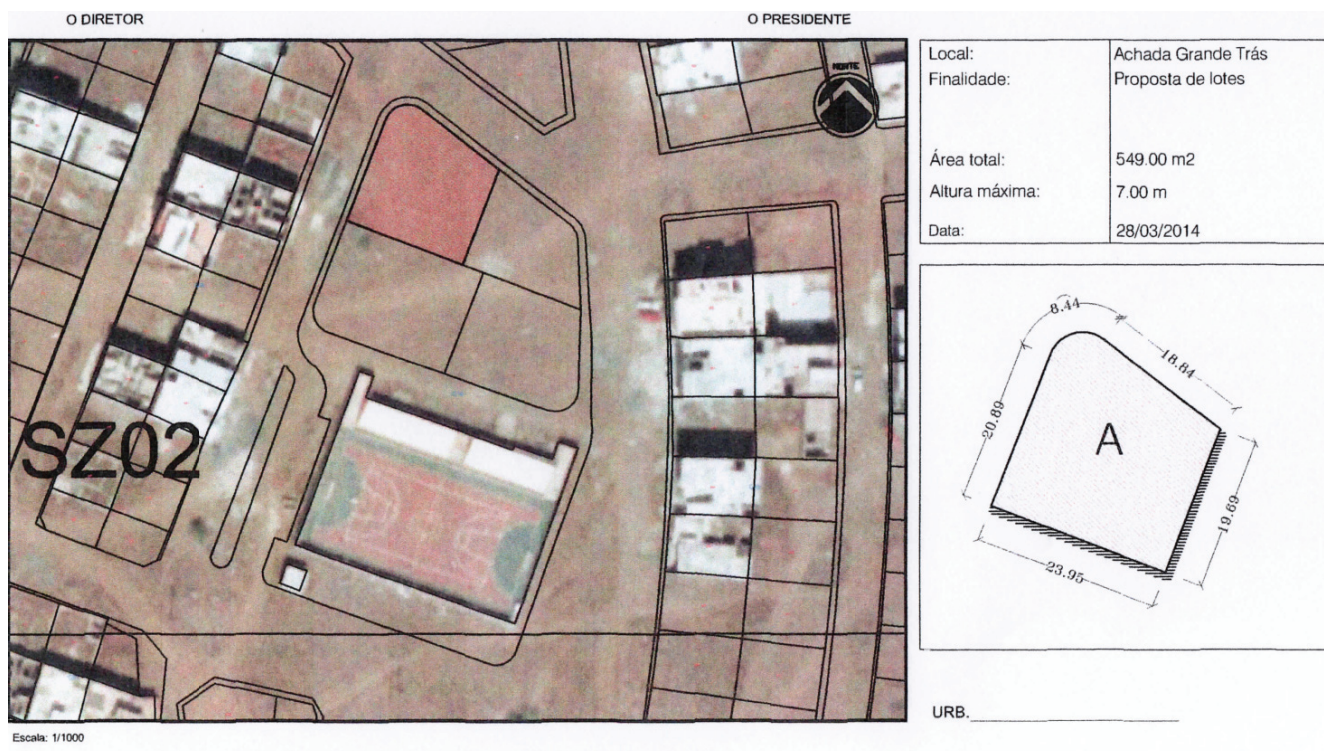 O DIRETOR
O PRESIDENTE
NORTE
SZ02
Escala: 1/1000
Local: Achada Grande Trás
Finalidade: Proposta de lotes
Área total: 549.00 m2
Altura máxima: 7.00 m
Data: 28/03/2014
8.44
18.84
20.89
A
19.69
23.95
URB.